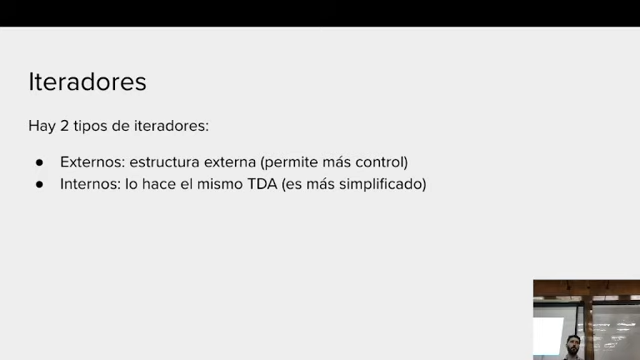 Iteradores
Hay 2 tipos de iteradores:
● Externos: estructura externa (permite más control)
● Internos: lo hace el mismo TDA (es más simplificado)